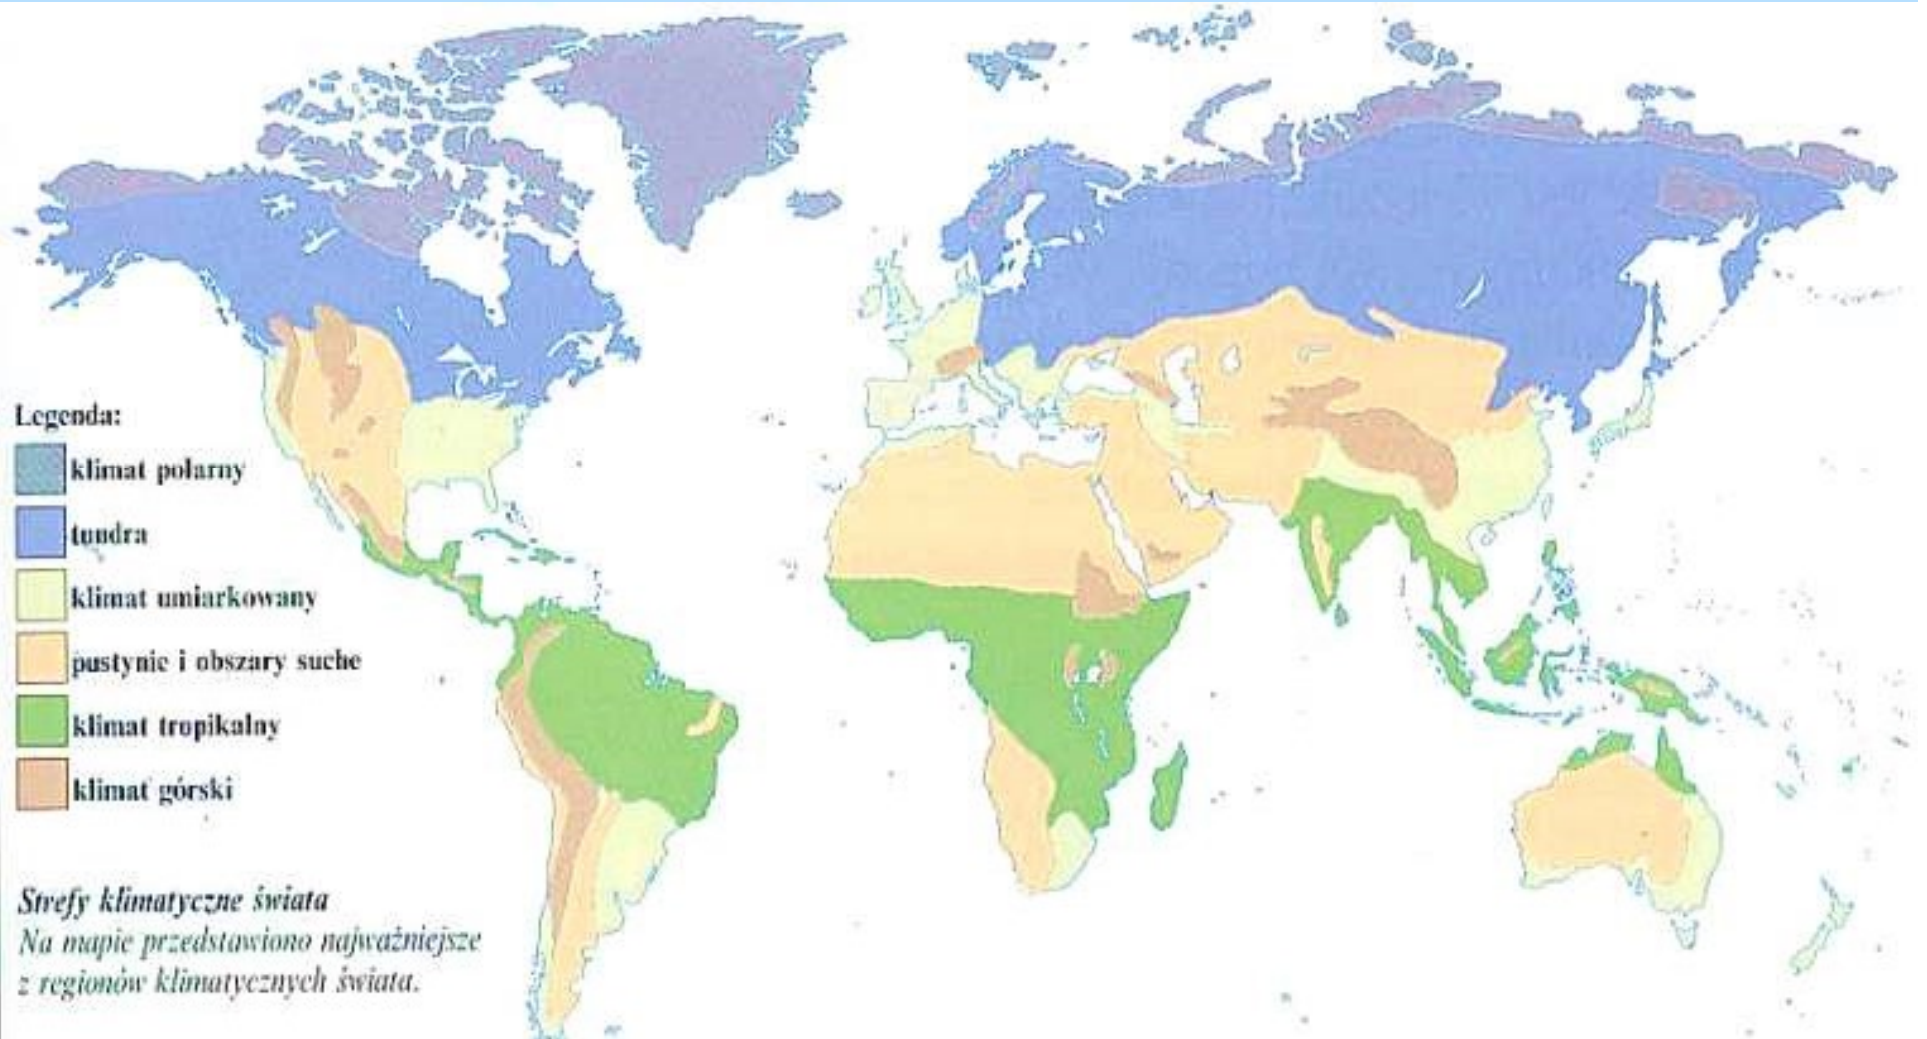 Legenda:
klimat polarny
tundra
klimat umiarkowany
pustynie i obszary suche
klimat tropikalny
klimat górski
Strefy klimatyczne świata
Na mapie przedstawiono najważniejsze
z regionów klimatycznych świata.